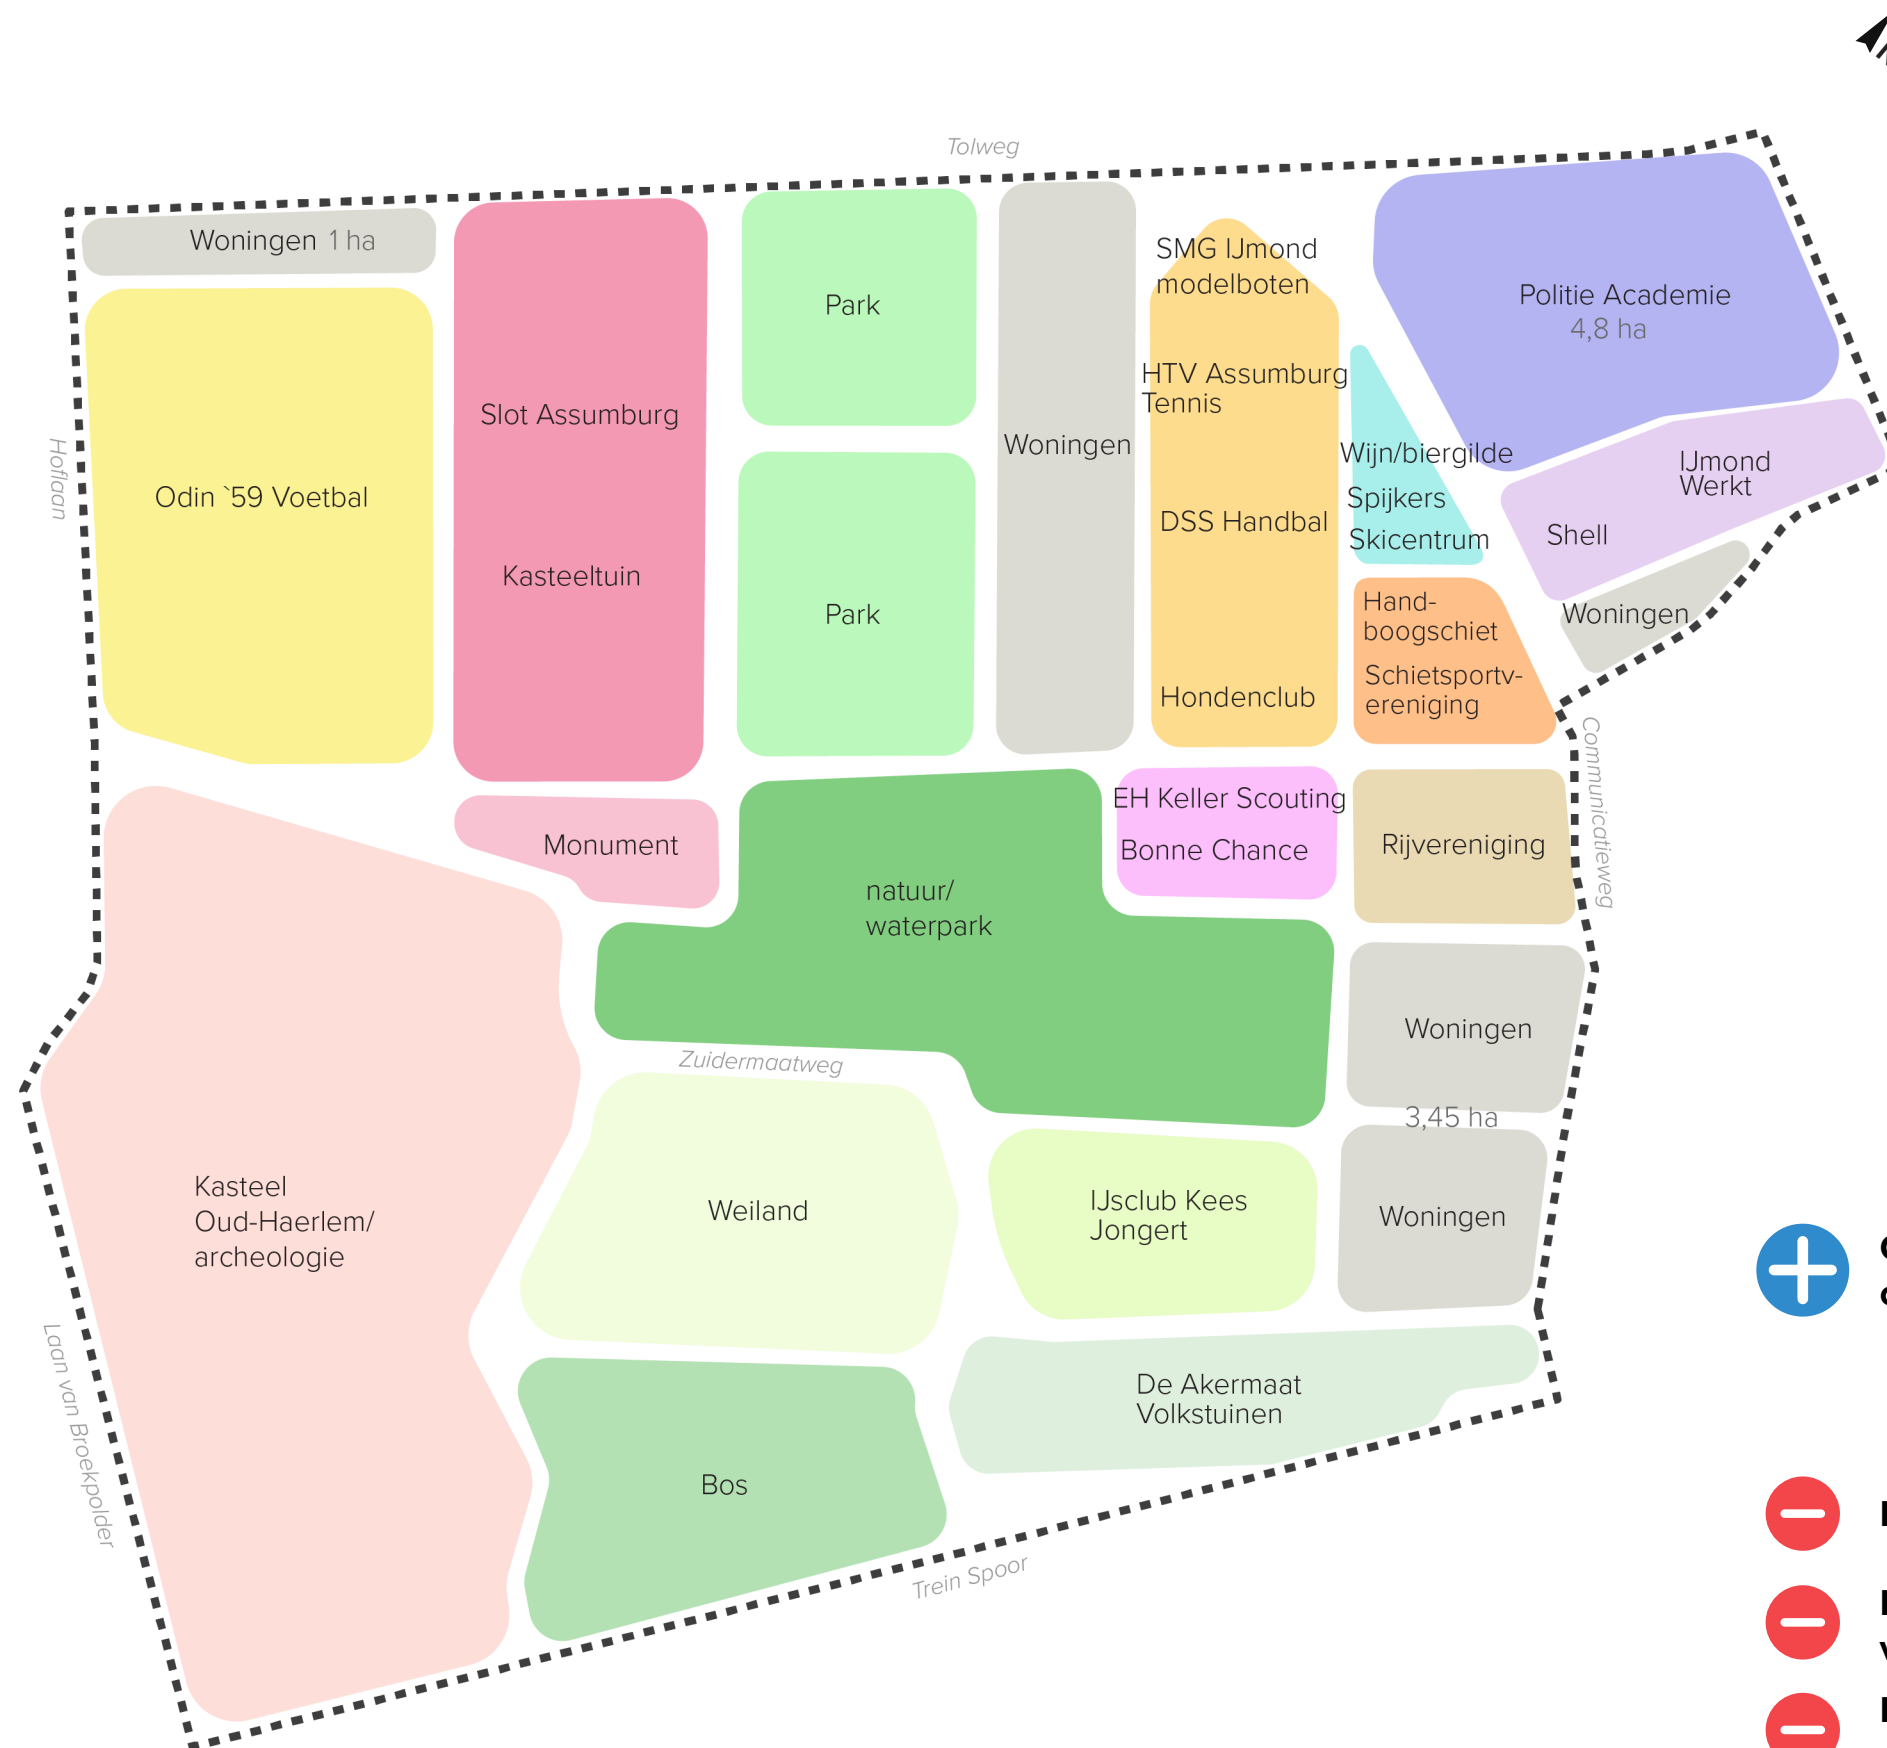 Tolweg
Woningen 1 ha
Hoflaan
Odin `59 Voetbal
Slot Assumburg
Kasteeltuin
Park
Park
Woningen
SMG IJmond
modelboten
HTV Assumburg
Tennis
DSS Handbal
Hondenclub
Politie Academie
4,8 ha
Wijn/biergilde
Spijkers
Skicentrum
IJmond
Werkt
Shell
Woningen
Hand-
boogschiet
Schietsportv-
ereniging
Communicatieweg
Monument
natuur/
waterpark
EH Keller Scouting
Bonne Chance
Rijvereniging
Woningen
3,45 ha
Woningen
Zuidermaatweg
Kasteel
Oud-Haerlem/
archeologie
Weiland
IJsclub Kees
Jongert
De Akermaat
Volkstuinen
Bos
Laan van Broekpolder
Trein Spoor